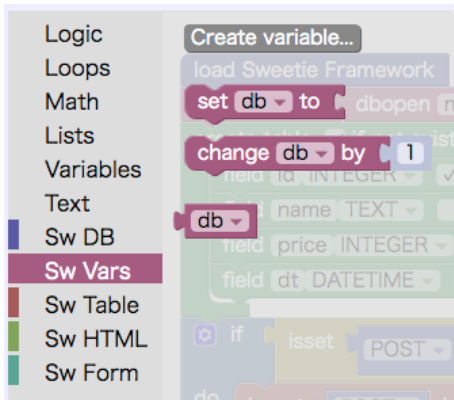 Logic
Loops
Math
Lists
Variables
Text
Sw DB
Sw Vars
Sw Table
Sw HTML
Sw Form
Create variable...
load Sweetie Framework
set db to dbopen
change db by 1
field id INTEGER
db
name TEXT
field price INTEGER
field dt DATETIME
if isset POST
do